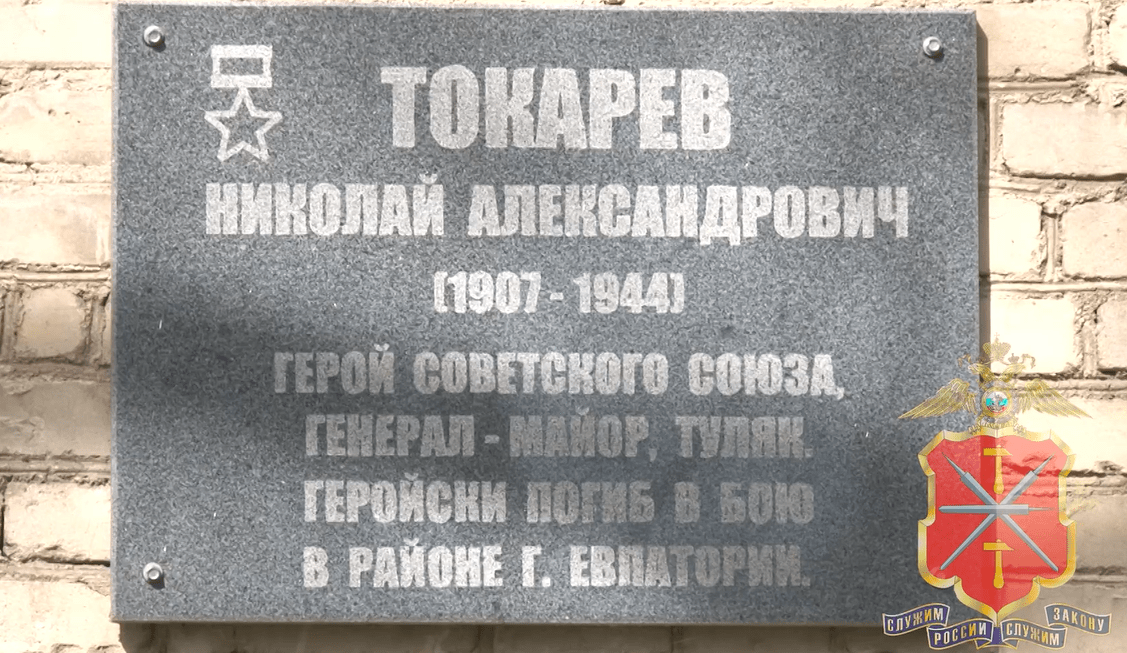 ТОКАРЕВ
НИКОЛАЙ АЛЕКСАНДРОВИЧ
(1907 - 1944)
ГЕРОЙ СОВЕТСКОГО СОЮЗА,
ГЕНЕРАЛ - МАЙОР, ТУЛЯК.
ГЕРОЙСКИ ПОГИБ В БОЮ
В РАЙОНЕ Г. ЕВПАТОРИИ.
СЛУЖИМ РОССИИ СЛУЖИМ ЗАКОНУ